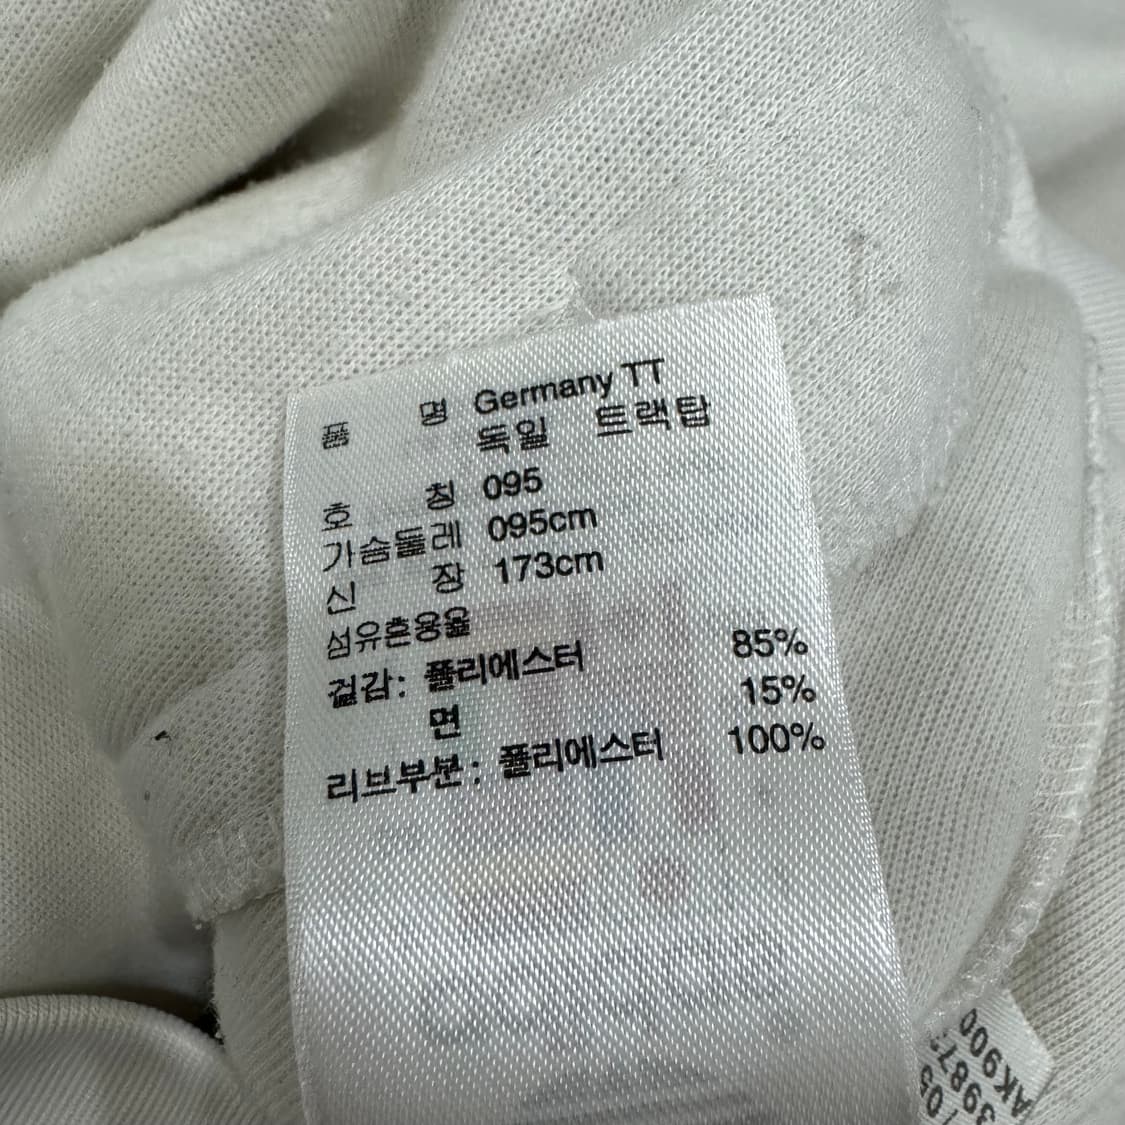 품 명 Germany TT
독일 트랙탑
호 칭 095
가슴둘레 095cm
신 장 173cm
섬유혼용율
겉감: 폴리에스터 85%
면 15%
리브부분: 폴리에스터 100%